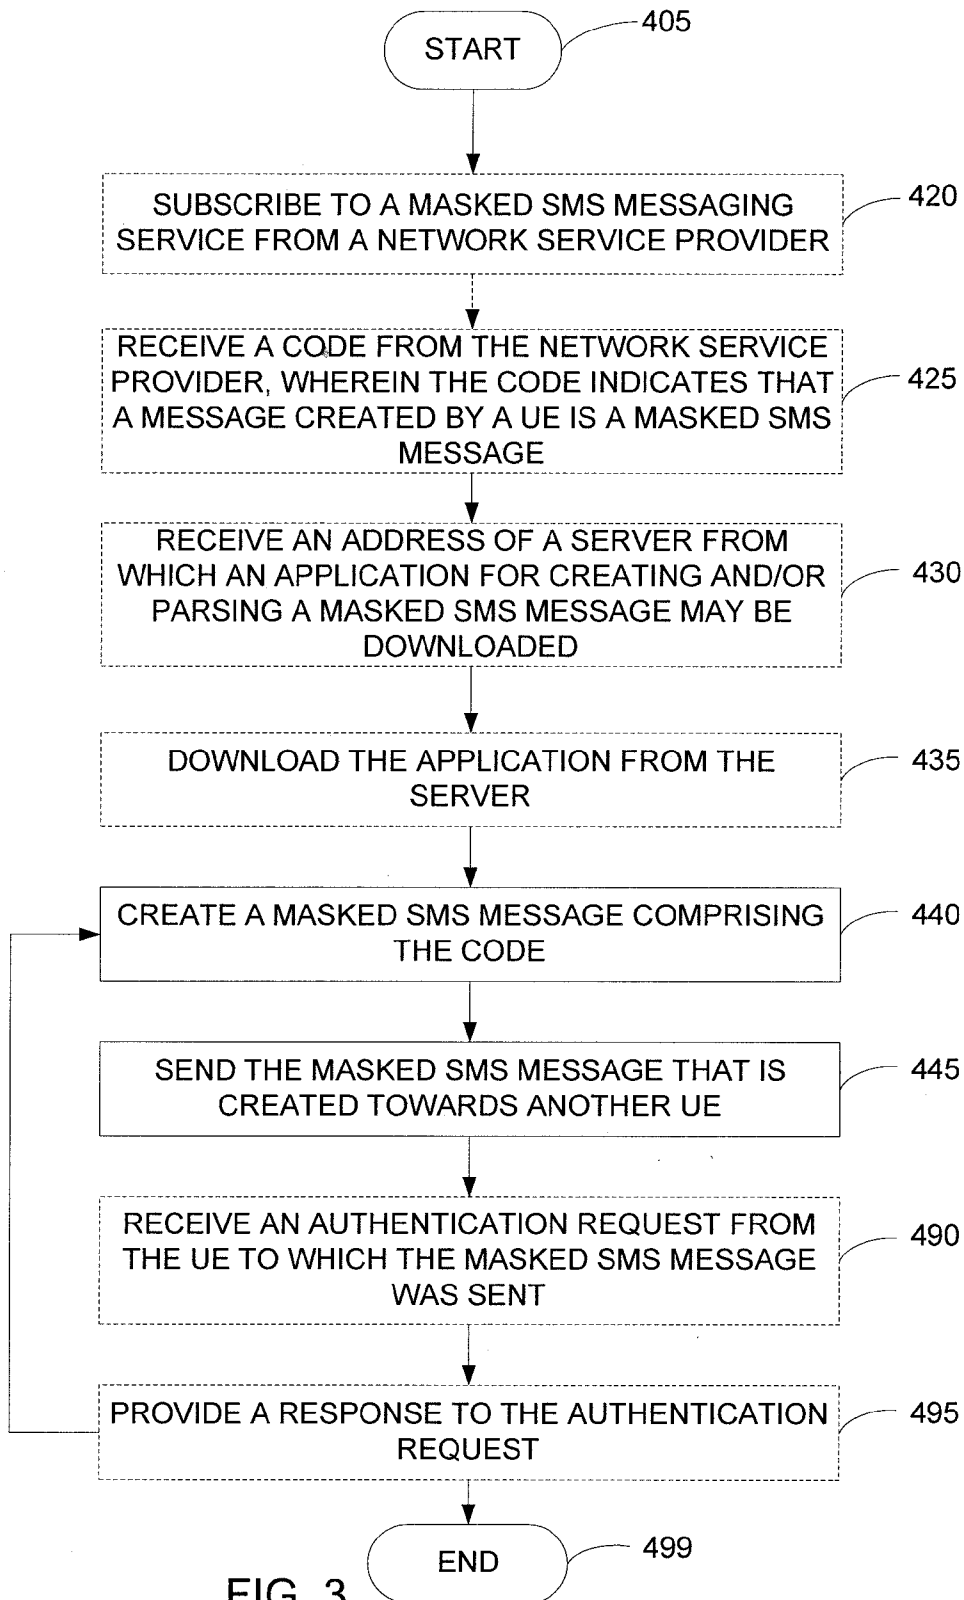 START
405
SUBSCRIBE TO A MASKED SMS MESSAGING
SERVICE FROM A NETWORK SERVICE PROVIDER
420
RECEIVE A CODE FROM THE NETWORK SERVICE
PROVIDER, WHEREIN THE CODE INDICATES THAT
A MESSAGE CREATED BY A UE IS A MASKED SMS
MESSAGE
425
RECEIVE AN ADDRESS OF A SERVER FROM
WHICH AN APPLICATION FOR CREATING AND/OR
PARSING A MASKED SMS MESSAGE MAY BE
DOWNLOADED
430
DOWNLOAD THE APPLICATION FROM THE
SERVER
435
CREATE A MASKED SMS MESSAGE COMPRISING
THE CODE
440
SEND THE MASKED SMS MESSAGE THAT IS
CREATED TOWARDS ANOTHER UE
445
RECEIVE AN AUTHENTICATION REQUEST FROM
THE UE TO WHICH THE MASKED SMS MESSAGE
WAS SENT
490
PROVIDE A RESPONSE TO THE AUTHENTICATION
REQUEST
495
END
499
FIG. 3